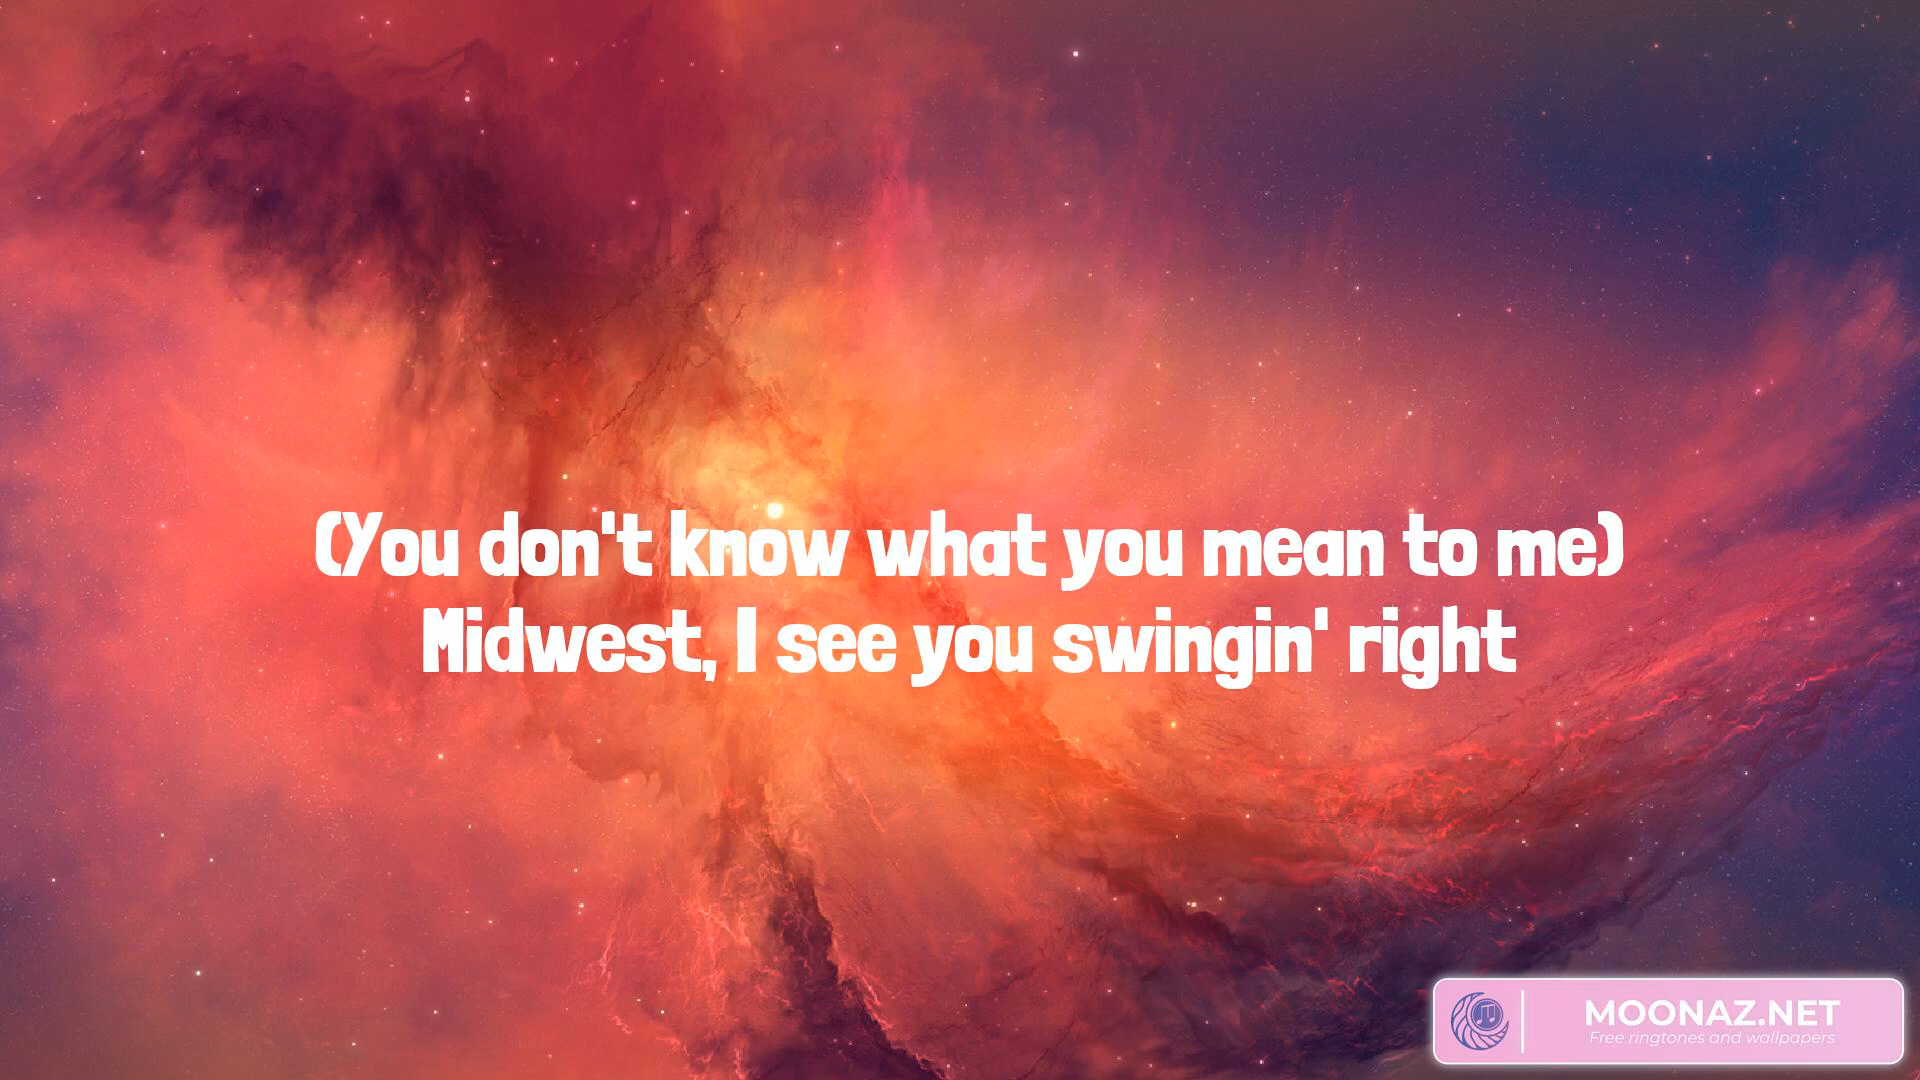 (You don't know what you mean to me)
Midwest, I see you swingin' right
MOONAZ.NET
Free ringtones and wallpapers